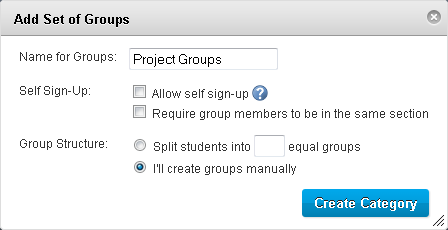 Add Set of Groups
Name for Groups: Project Groups
Self Sign-Up: Allow self sign-up ?
Require group members to be in the same section
Group Structure: Split students into equal groups
I'll create groups manually
Create Category